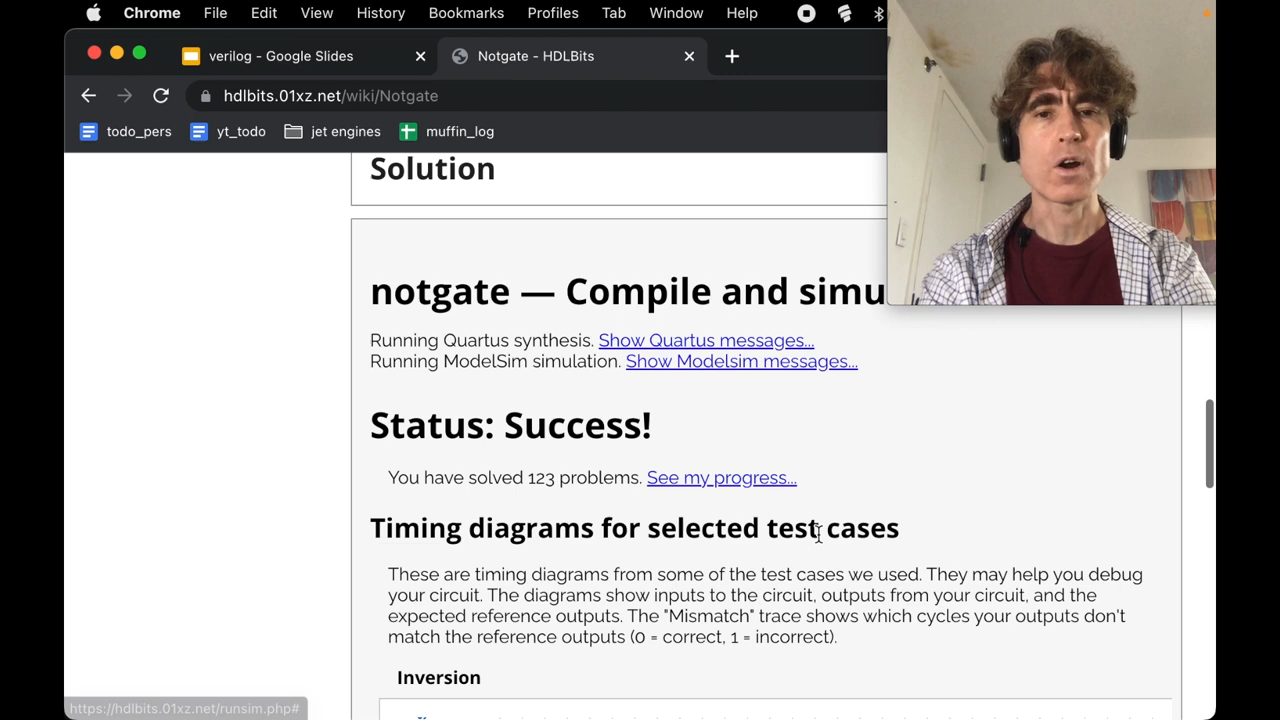 Chrome File Edit View History Bookmarks Profiles Tab Window Help
verilog - Google Slides
Notgate - HDLBits
hdlbits.01xz.net/wiki/Notgate
todo_pers yt_todo jet engines muffin_log
Solution
notgate — Compile and simu
Running Quartus synthesis. Show Quartus messages...
Running ModelSim simulation. Show Modelsim messages...
Status: Success!
You have solved 123 problems. See my progress...
Timing diagrams for selected test cases
These are timing diagrams from some of the test cases we used. They may help you debug
your circuit. The diagrams show inputs to the circuit, outputs from your circuit, and the
expected reference outputs. The "Mismatch" trace shows which cycles your outputs don't
match the reference outputs (0 = correct, 1 = incorrect).
Inversion
https://hdlbits.01xz.net/runsim.php#